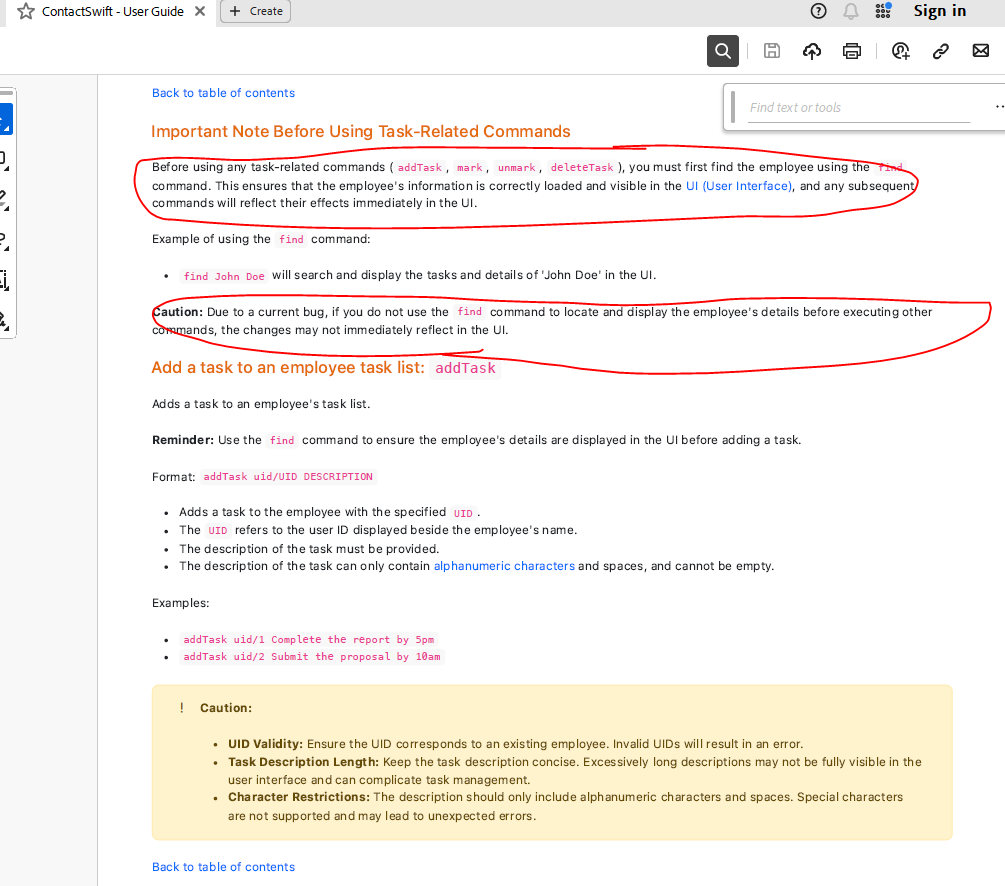 ContactSwift - User Guide
Create
Sign in
Find text or tools
Back to table of contents
Important Note Before Using Task-Related Commands
Before using any task-related commands ( addTask , mark , unmark , deleteTask ), you must first find the employee using the find
command. This ensures that the employee's information is correctly loaded and visible in the UI (User Interface), and any subsequent
commands will reflect their effects immediately in the UI.
Example of using the find command:
• find John Doe will search and display the tasks and details of 'John Doe' in the UI.
Caution: Due to a current bug, if you do not use the find command to locate and display the employee's details before executing other
commands, the changes may not immediately reflect in the UI.
Add a task to an employee task list: addTask
Adds a task to an employee's task list.
Reminder: Use the find command to ensure the employee's details are displayed in the UI before adding a task.
Format: addTask uid/UID DESCRIPTION
• Adds a task to the employee with the specified UID .
• The UID refers to the user ID displayed beside the employee's name.
• The description of the task must be provided.
• The description of the task can only contain alphanumeric characters and spaces, and cannot be empty.
Examples:
• addTask uid/1 Complete the report by 5pm
• addTask uid/2 Submit the proposal by 10am
! Caution:
• UID Validity: Ensure the UID corresponds to an existing employee. Invalid UIDs will result in an error.
• Task Description Length: Keep the task description concise. Excessively long descriptions may not be fully visible in the
user interface and can complicate task management.
• Character Restrictions: The description should only include alphanumeric characters and spaces. Special characters
are not supported and may lead to unexpected errors.
Back to table of contents